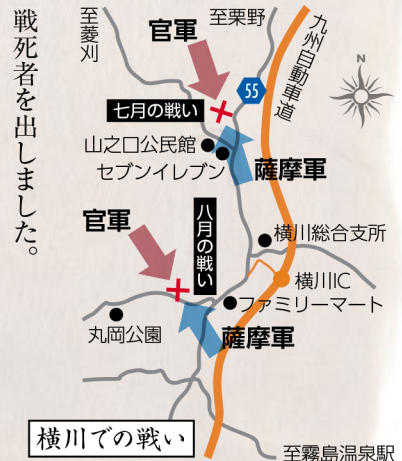 戦死者を出しました。
至菱刈
官軍
至栗野
九州自動車道
N
55
七月の戦い
山之口公民館
セブンイレブン
薩摩軍
官軍
八月の戦い
横川総合支所
横川IC
ファミリーマート
丸岡公園
薩摩軍
横川での戦い
至霧島温泉駅